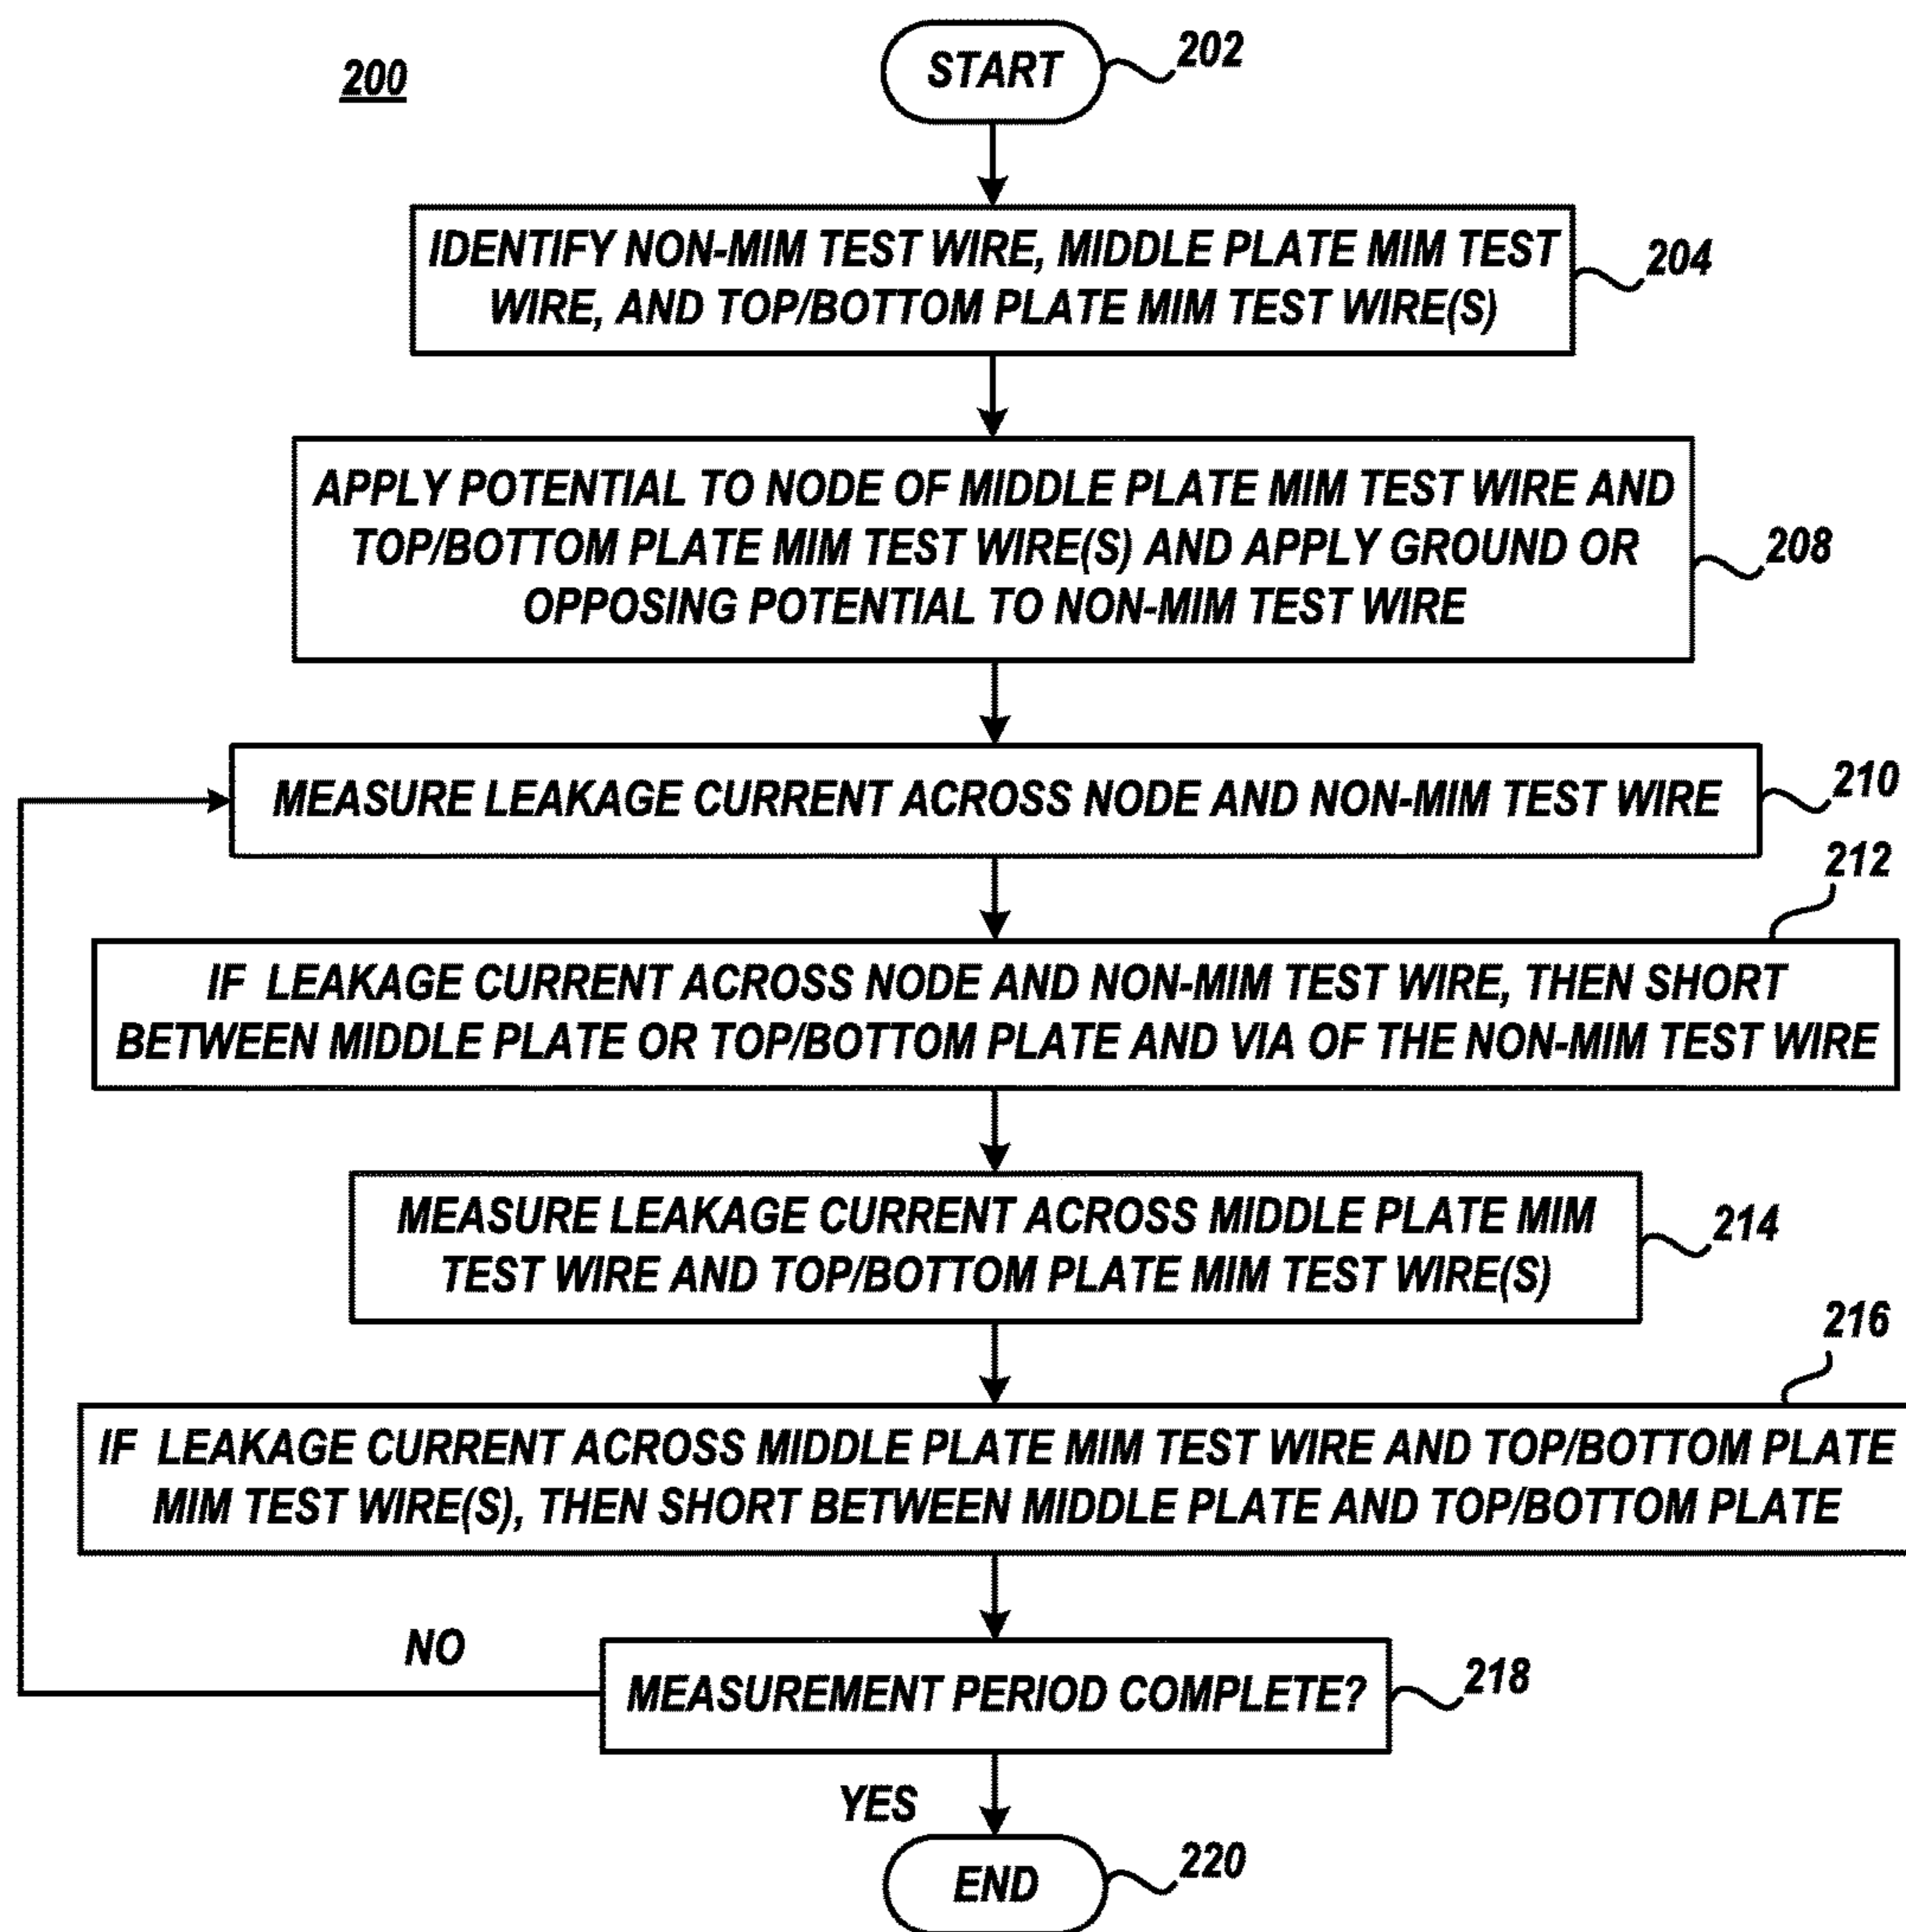 200
START
202
IDENTIFY NON-MIM TEST WIRE, MIDDLE PLATE MIM TEST
WIRE, AND TOP/BOTTOM PLATE MIM TEST WIRE(S)
204
APPLY POTENTIAL TO NODE OF MIDDLE PLATE MIM TEST WIRE AND
TOP/BOTTOM PLATE MIM TEST WIRE(S) AND APPLY GROUND OR
OPPOSING POTENTIAL TO NON-MIM TEST WIRE
208
MEASURE LEAKAGE CURRENT ACROSS NODE AND NON-MIM TEST WIRE
210
212
IF LEAKAGE CURRENT ACROSS NODE AND NON-MIM TEST WIRE, THEN SHORT
BETWEEN MIDDLE PLATE OR TOP/BOTTOM PLATE AND VIA OF THE NON-MIM TEST WIRE
MEASURE LEAKAGE CURRENT ACROSS MIDDLE PLATE MIM
TEST WIRE AND TOP/BOTTOM PLATE MIM TEST WIRE(S)
214
216
IF LEAKAGE CURRENT ACROSS MIDDLE PLATE MIM TEST WIRE AND TOP/BOTTOM PLATE
MIM TEST WIRE(S), THEN SHORT BETWEEN MIDDLE PLATE AND TOP/BOTTOM PLATE
NO
MEASUREMENT PERIOD COMPLETE?
218
YES
END
220